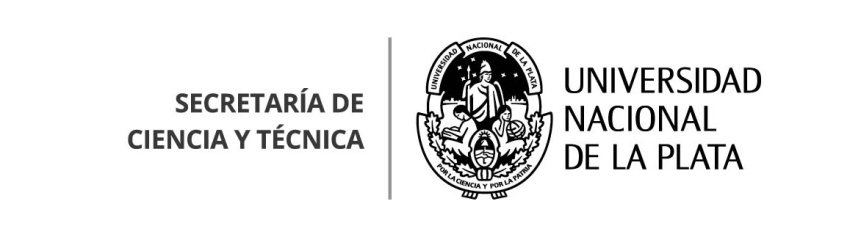 SECRETARÍA DE
CIENCIA Y TÉCNICA
UNIVERSIDAD NACIONAL DE LA PLATA
POR LA CIENCIA Y POR LA PATRIA
UNIVERSIDAD
NACIONAL
DE LA PLATA